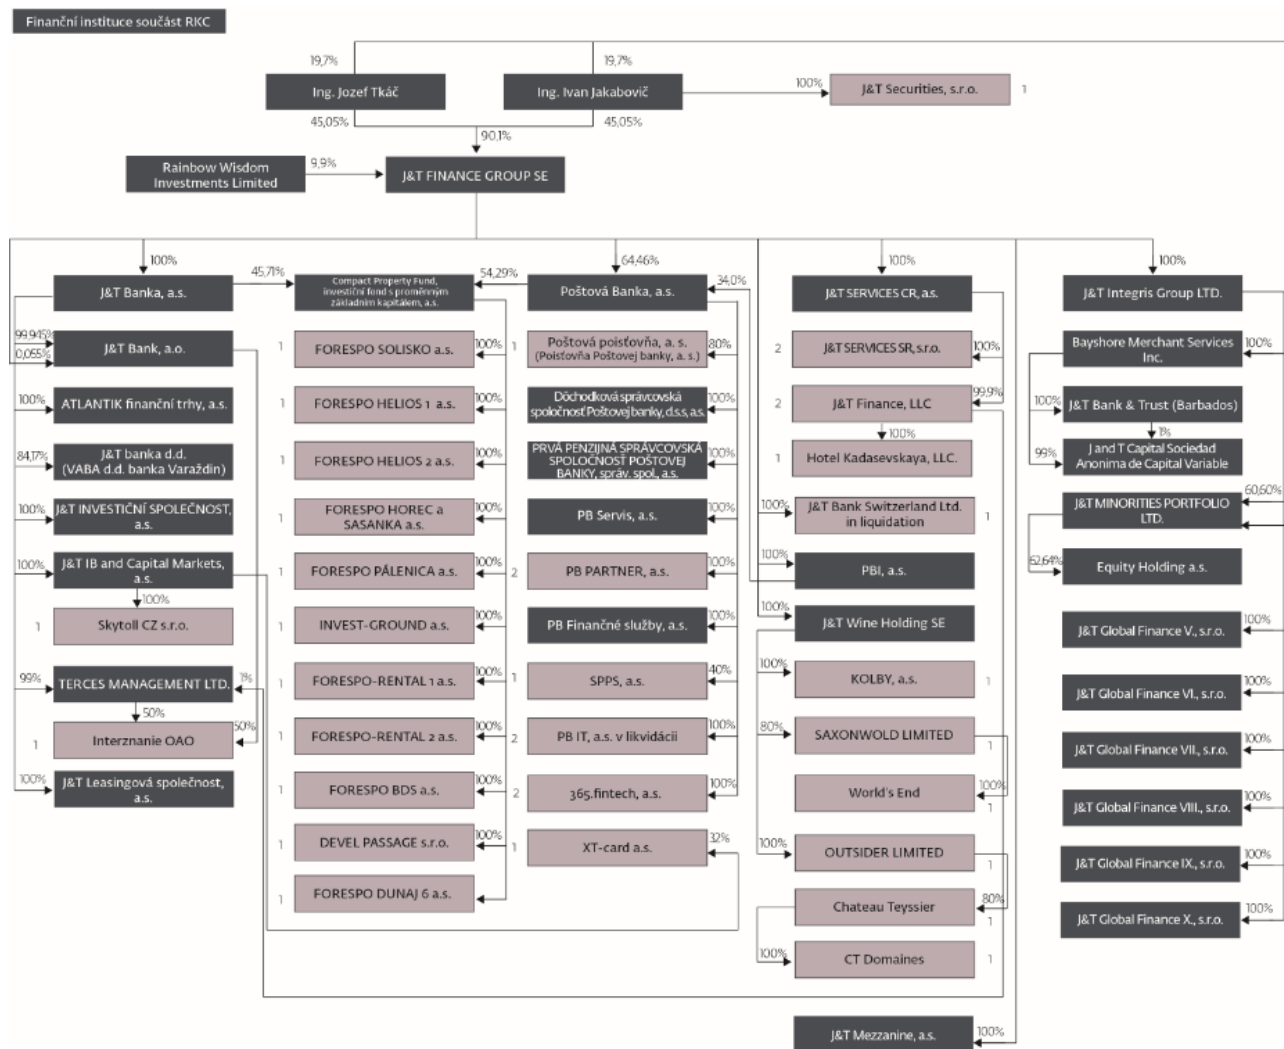 Finanční instituce součást RKC
19,7%
19,7%
Ing. Jozef Tkáč
Ing. Ivan Jakabovič
100%
J&T Securities, s.r.o.
1
45,05%
45,05%
90,1%
Rainbow Wisdom
Investments Limited
9,9%
J&T FINANCE GROUP SE
100%
64,46%
100%
100%
J&T Banka, a.s.
45,71%
Compact Property Fund,
investiční fond s proměnným
základním kapitálem, a.s.
54,29%
Poštová Banka, a.s.
34,0%
J&T SERVICES CR, a.s.
J&T Integris Group LTD.
99,945%
0,055%
J&T Bank, a.o.
1
FORESPO SOLISKO a.s.
100%
1
Poštová poisťovňa, a. s.
(Poisťovňa Poštovej banky, a. s.)
80%
2
J&T SERVICES SR, s.r.o.
100%
Bayshore Merchant Services
Inc.
100%
100%
ATLANTIK finanční trhy, a.s.
1
FORESPO HELIOS 1 a.s.
100%
Dôchodková správcovská
spoločnosť Poštovej banky, d.s.s, a.s.
100%
2
J&T Finance, LLC
99,9%
100%
J&T Bank & Trust (Barbados)
100%
1%
84,17%
J&T banka d.d.
(VABA d.d. banka Varaždin)
1
FORESPO HELIOS 2 a.s.
100%
PRVÁ PENZIJNÁ SPRÁVCOVSKÁ
SPOLOČNOSŤ POŠTOVEJ
BANKY, správ. spol., a.s.
100%
1
Hotel Kadasevskaya, LLC.
99%
J and T Capital Sociedad
Anonima de Capital Variable
100%
J&T INVESTIČNÍ SPOLEČNOST,
a.s.
1
FORESPO HOREC a
SASANKA a.s.
100%
PB Servis, a.s.
100%
100%
J&T Bank Switzerland Ltd.
in liquidation
1
J&T MINORITIES PORTFOLIO
LTD.
60,60%
100%
J&T IB and Capital Markets,
a.s.
1
FORESPO PÁLENICA a.s.
100%
2
PB PARTNER, a.s.
100%
100%
PBI, a.s.
62,64%
Equity Holding a.s.
100%
1
Skytoll CZ s.r.o.
1
INVEST-GROUND a.s.
100%
PB Finančné služby, a.s.
100%
100%
J&T Wine Holding SE
J&T Global Finance V., s.r.o.
100%
99%
TERCES MANAGEMENT LTD.
1%
1
FORESPO-RENTAL 1 a.s.
100%
1
SPPS, a.s.
40%
100%
KOLBY, a.s.
1
J&T Global Finance VI., s.r.o.
100%
50%
1
Interznanie OAO
50%
1
FORESPO-RENTAL 2 a.s.
100%
2
PB IT, a.s. v likvidácii
100%
80%
SAXONWOLD LIMITED
1
J&T Global Finance VII., s.r.o.
100%
100%
J&T Leasingová společnost,
a.s.
1
FORESPO BDS a.s.
100%
2
365.fintech, a.s.
100%
World's End
100%
1
J&T Global Finance VIII., s.r.o.
100%
1
DEVEL PASSAGE s.r.o.
100%
1
XT-card a.s.
32%
100%
OUTSIDER LIMITED
1
J&T Global Finance IX., s.r.o.
100%
1
FORESPO DUNAJ 6 a.s.
Chateau Teyssier
80%
1
J&T Global Finance X., s.r.o.
100%
100%
CT Domaines
1
J&T Mezzanine, a.s.
100%